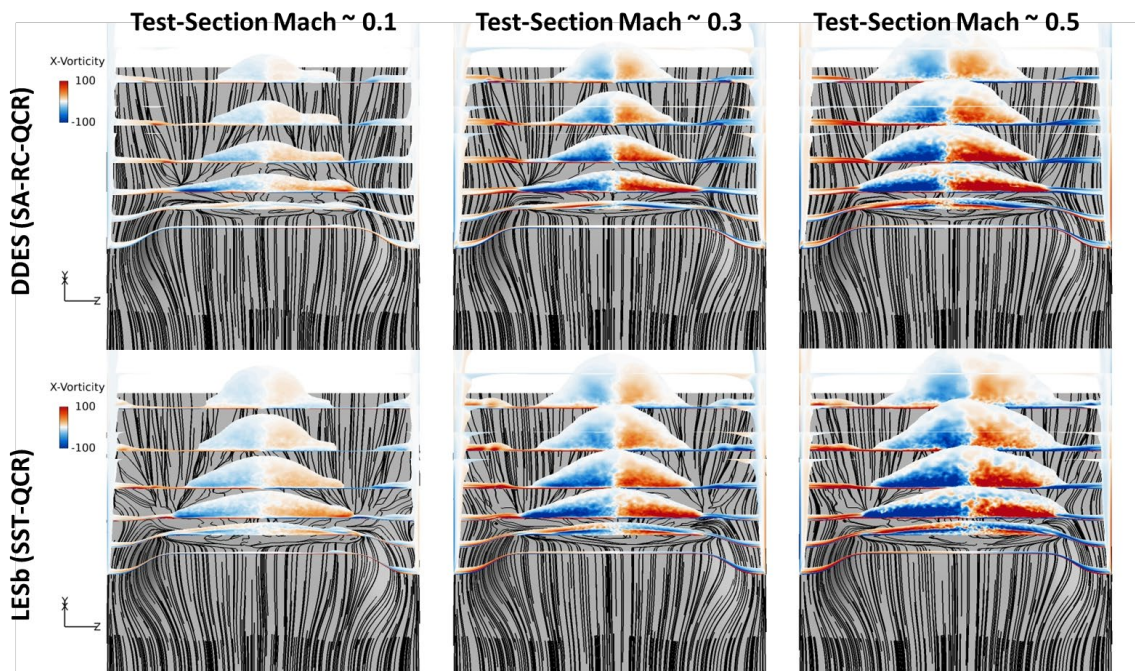 Test-Section Mach ~ 0.1
Test-Section Mach ~ 0.3
Test-Section Mach ~ 0.5
DDES (SA-RC-QCR)
X-Vorticity
100
-100
Z
LESb (SST-QCR)
X-Vorticity
100
-100
Z